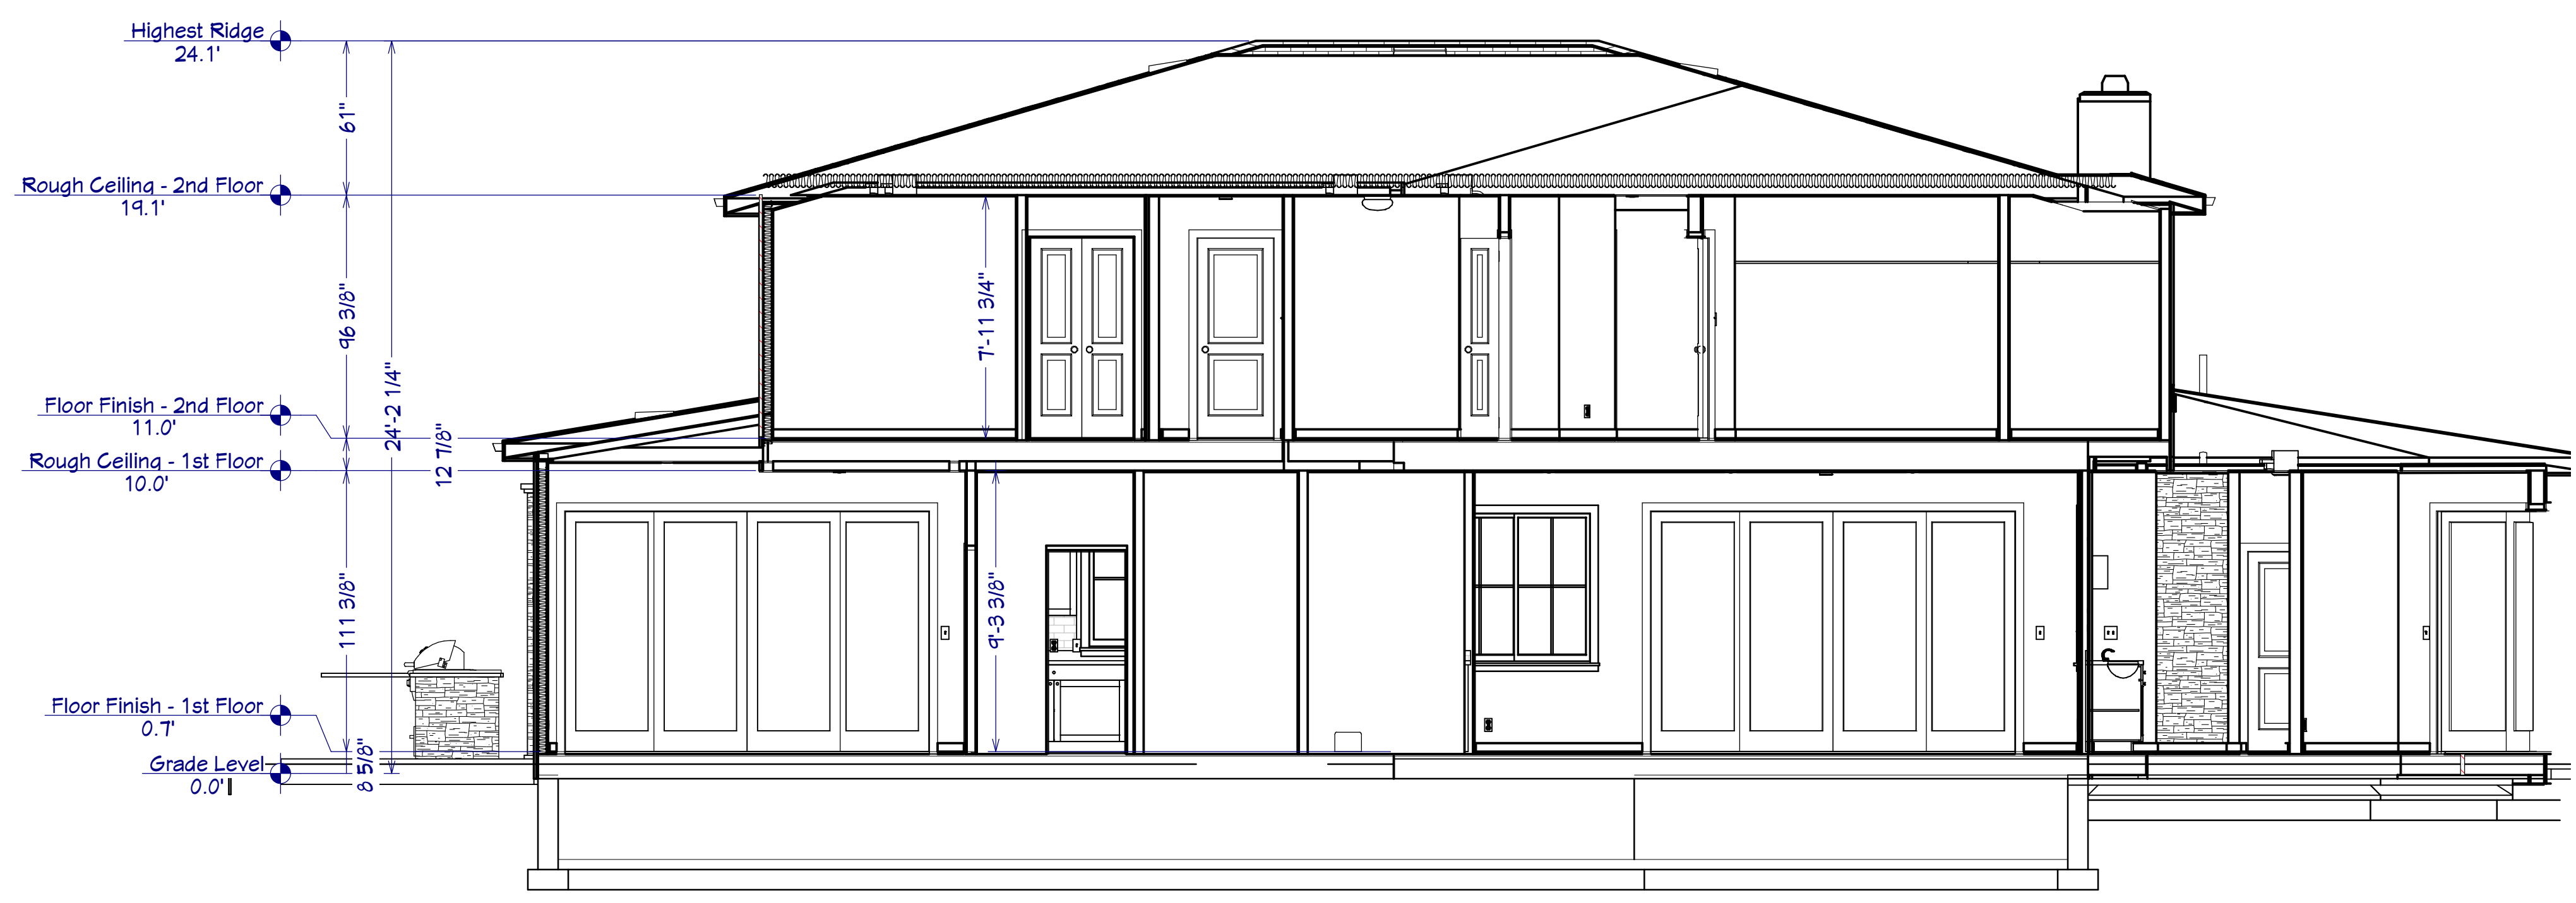 Highest Ridge
24.1'
61"
Rough Ceiling - 2nd Floor
19.1'
96 3/8"
7'-11 3/4"
24'-2 1/4"
Floor Finish - 2nd Floor
11.0'
12 7/8"
Rough Ceiling - 1st Floor
10.0'
111 3/8"
9'-3 3/8"
Floor Finish - 1st Floor
0.7'
8 5/8"
Grade Level
0.0'